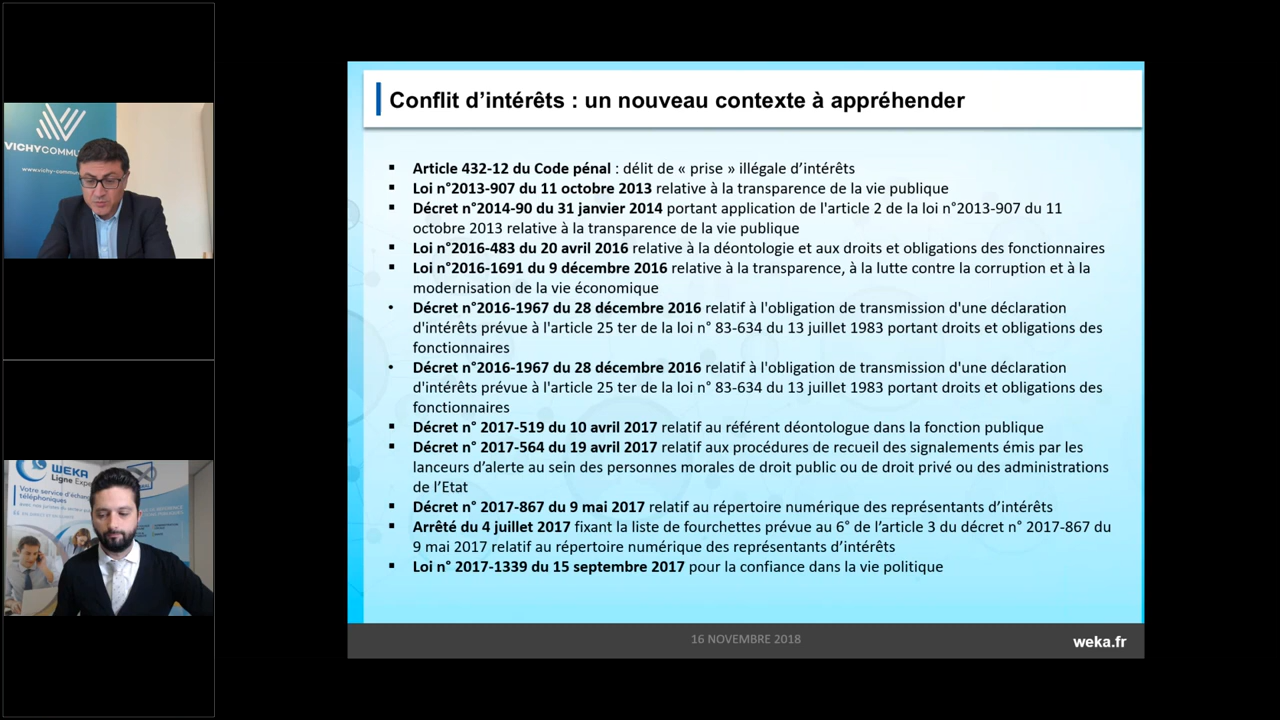 VICHYCOMMU
www.vichy-commun
WEKA
Ligne Expe
Votre service d'échang
téléphoniques
Conflit d'intérêts : un nouveau contexte à appréhender
▪ Article 432-12 du Code pénal : délit de « prise » illégale d'intérêts
▪ Loi n°2013-907 du 11 octobre 2013 relative à la transparence de la vie publique
▪ Décret n°2014-90 du 31 janvier 2014 portant application de l'article 2 de la loi n°2013-907 du 11
octobre 2013 relative à la transparence de la vie publique
▪ Loi n°2016-483 du 20 avril 2016 relative à la déontologie et aux droits et obligations des fonctionnaires
▪ Loi n°2016-1691 du 9 décembre 2016 relative à la transparence, à la lutte contre la corruption et à la
modernisation de la vie économique
• Décret n°2016-1967 du 28 décembre 2016 relatif à l'obligation de transmission d'une déclaration
d'intérêts prévue à l'article 25 ter de la loi n° 83-634 du 13 juillet 1983 portant droits et obligations des
fonctionnaires
• Décret n°2016-1967 du 28 décembre 2016 relatif à l'obligation de transmission d'une déclaration
d'intérêts prévue à l'article 25 ter de la loi n° 83-634 du 13 juillet 1983 portant droits et obligations des
fonctionnaires
▪ Décret n° 2017-519 du 10 avril 2017 relatif au référent déontologue dans la fonction publique
▪ Décret n° 2017-564 du 19 avril 2017 relatif aux procédures de recueil des signalements émis par les
lanceurs d'alerte au sein des personnes morales de droit public ou de droit privé ou des administrations
de l'Etat
▪ Décret n° 2017-867 du 9 mai 2017 relatif au répertoire numérique des représentants d'intérêts
▪ Arrêté du 4 juillet 2017 fixant la liste de fourchettes prévue au 6° de l'article 3 du décret n° 2017-867 du
9 mai 2017 relatif au répertoire numérique des représentants d'intérêts
▪ Loi n° 2017-1339 du 15 septembre 2017 pour la confiance dans la vie politique
16 NOVEMBRE 2018
weka.fr